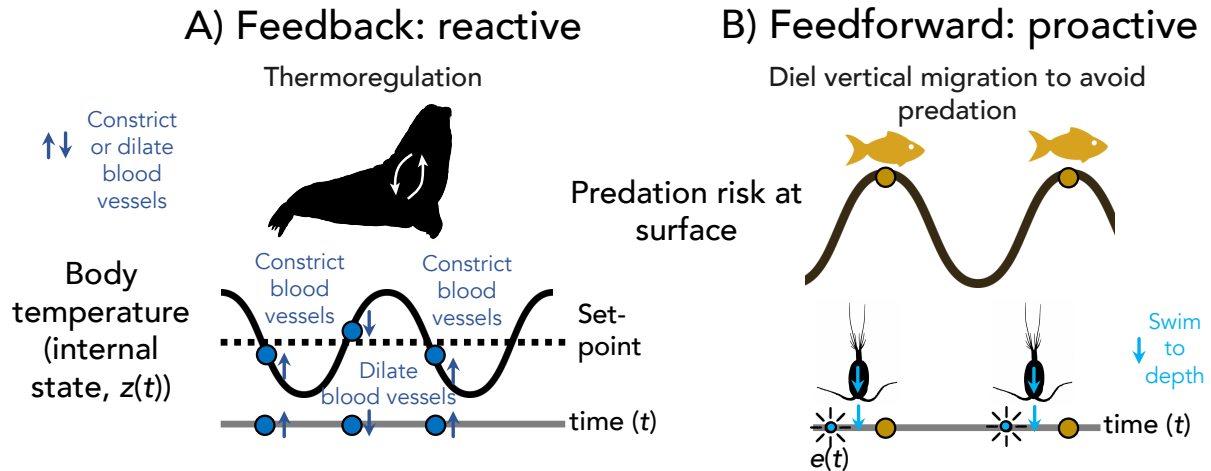 A) Feedback: reactive
Thermoregulation
Constrict
or dilate
blood
vessels
Body
temperature
(internal
state, z(t))
Constrict
blood
vessels
Constrict
blood
vessels
Set-
point
Dilate
blood vessels
time (t)
B) Feedforward: proactive
Diel vertical migration to avoid
predation
Predation risk at
surface
Swim
to
depth
time (t)
e(t)